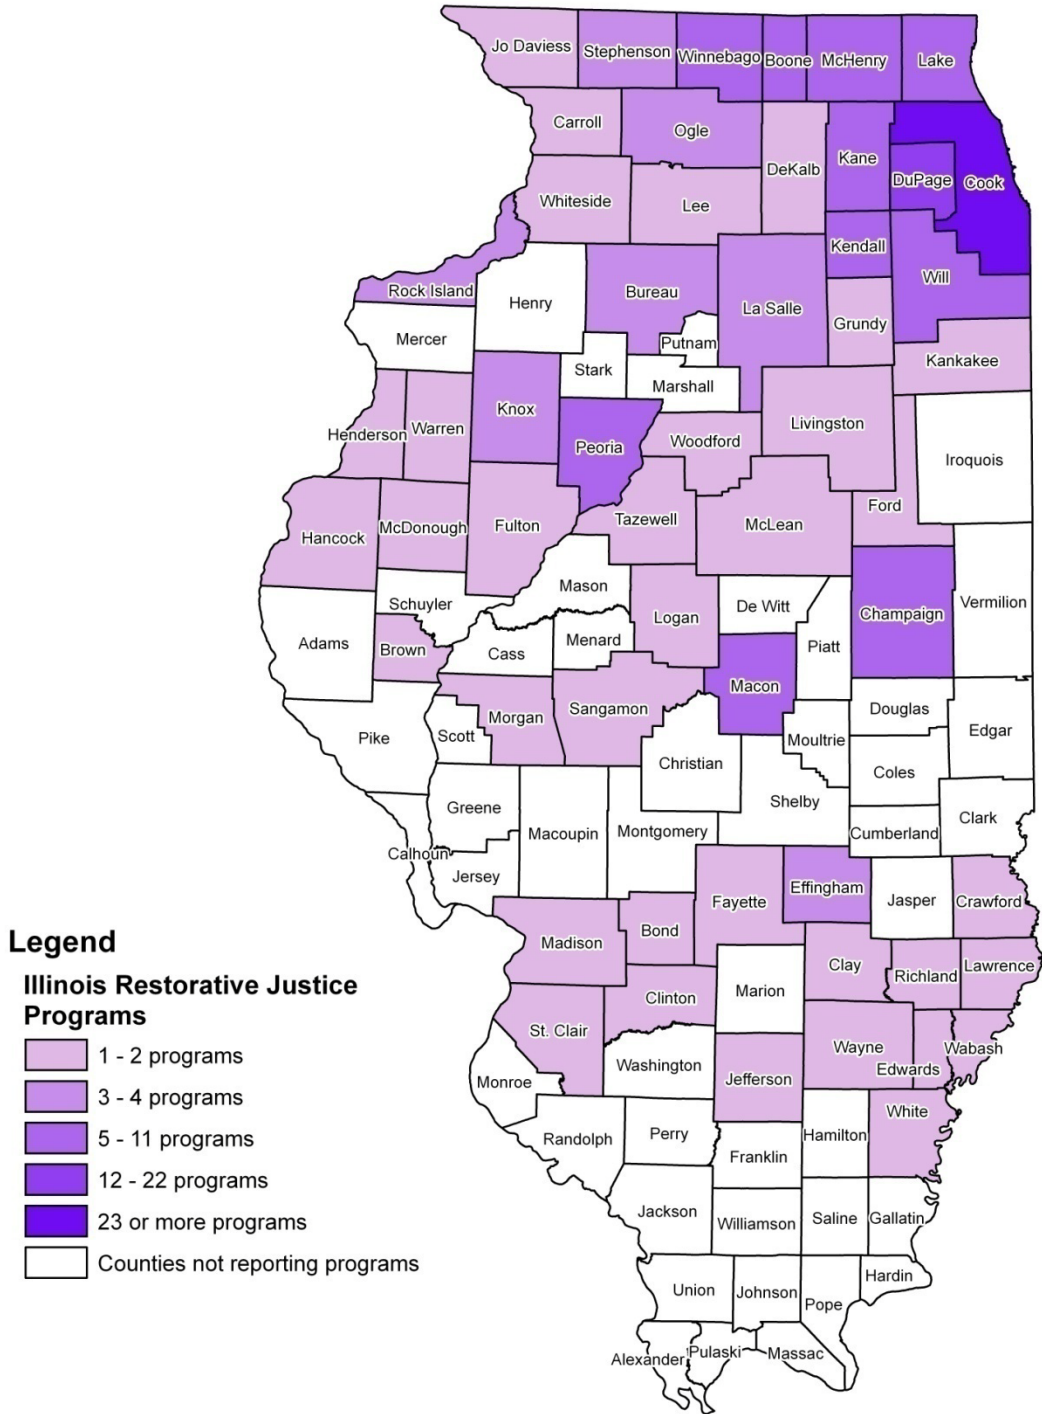 Jo Daviess
Stephenson
Winnebago
Boone
McHenry
Lake
Carroll
Ogle
DeKalb
Kane
DuPage
Cook
Whiteside
Lee
Kendall
Will
Rock Island
Henry
Bureau
La Salle
Grundy
Mercer
Putnam
Kankakee
Stark
Marshall
Knox
Henderson
Warren
Peoria
Woodford
Livingston
Iroquois
Hancock
McDonough
Fulton
Tazewell
McLean
Ford
Mason
Schuyler
Logan
De Witt
Champaign
Vermilion
Adams
Brown
Cass
Menard
Piatt
Macon
Morgan
Sangamon
Douglas
Pike
Scott
Moultrie
Edgar
Christian
Coles
Greene
Macoupin
Montgomery
Shelby
Clark
Cumberland
Calhoun
Jersey
Effingham
Fayette
Jasper
Crawford
Madison
Bond
Clay
Richland
Lawrence
Clinton
Marion
St. Clair
Wayne
Edwards
Wabash
Washington
Monroe
Jefferson
White
Randolph
Perry
Hamilton
Franklin
Jackson
Williamson
Saline
Gallatin
Union
Johnson
Pope
Hardin
Alexander
Pulaski
Massac
Legend
Illinois Restorative Justice
Programs
1 - 2 programs
3 - 4 programs
5 - 11 programs
12 - 22 programs
23 or more programs
Counties not reporting programs